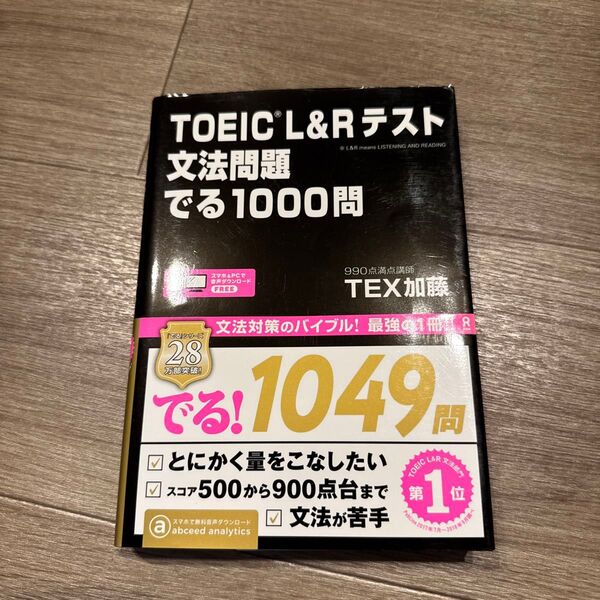 TOEIC® L&R テスト
※ L&R means LISTENING AND READING
文法問題
でる1000問
スマホ&PCで
音声ダウンロード
FREE
990点満点講師
TEX加藤
文法対策のバイブル! 最強の1冊!
28
万部突破!
でる! 1049問
とにかく量をこなしたい
スコア500から900点台まで
文法が苦手
TOEIC L&R 文法部門
第1位
a スマホで無料音声ダウンロード
abceed analytics